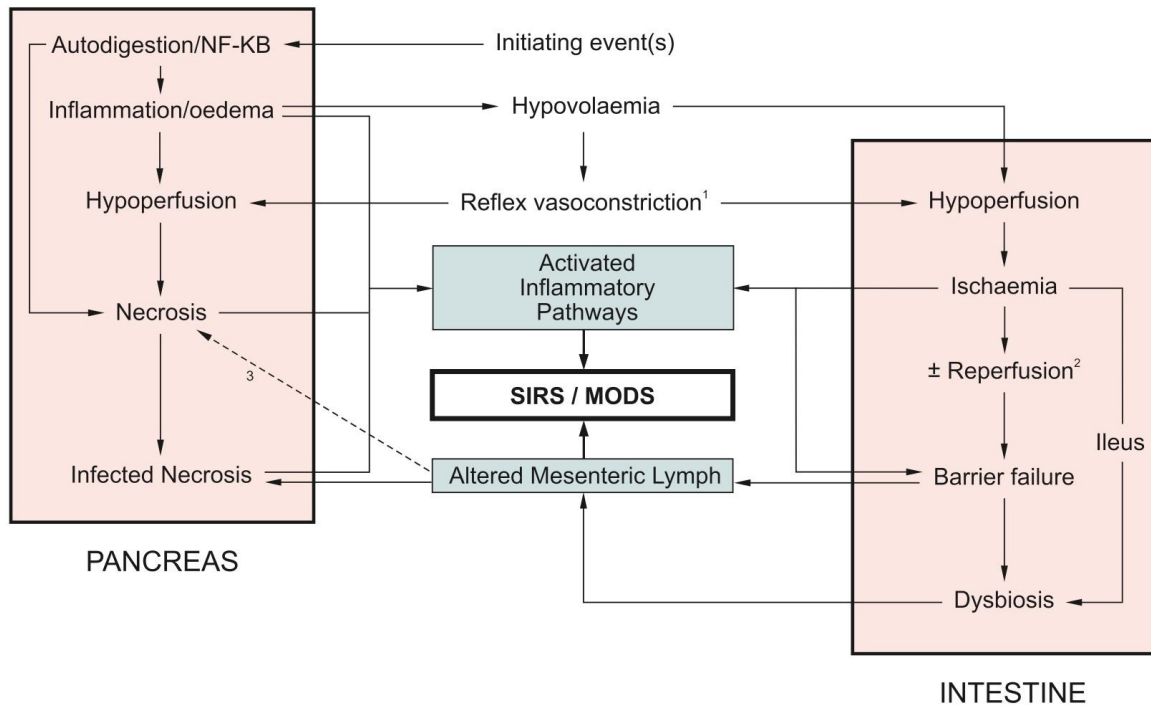 Autodigestion/NF-KB
Initiating event(s)
Inflammation/oedema
Hypovolaemia
Hypoperfusion
Reflex vasoconstriction¹
Hypoperfusion
Activated
Inflammatory
Pathways
Ischaemia
Necrosis
3
± Reperfusion²
SIRS / MODS
Ileus
Infected Necrosis
Altered Mesenteric Lymph
Barrier failure
Dysbiosis
PANCREAS
INTESTINE